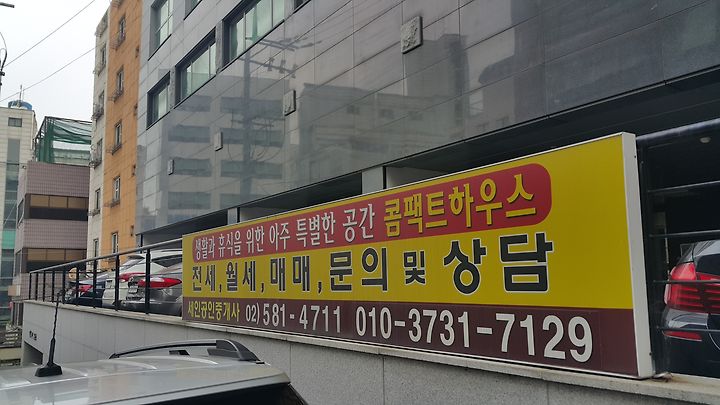 생활과 휴식을 위한 아주 특별한 공간 콤팩트하우스
전세,월세,매매,문의 및 상담
세인공인중개사 02)581-4711 010-3731-7129